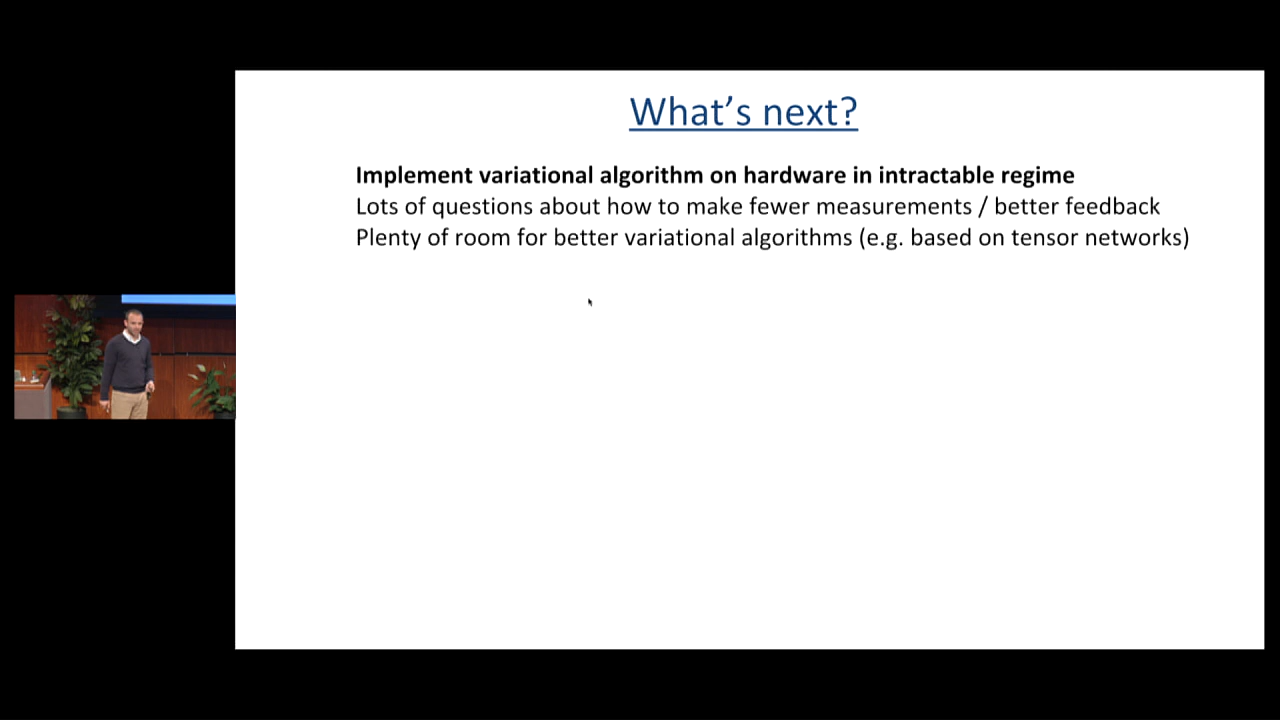 What’s next?
Implement variational algorithm on hardware in intractable regime
Lots of questions about how to make fewer measurements / better feedback
Plenty of room for better variational algorithms (e.g. based on tensor networks)